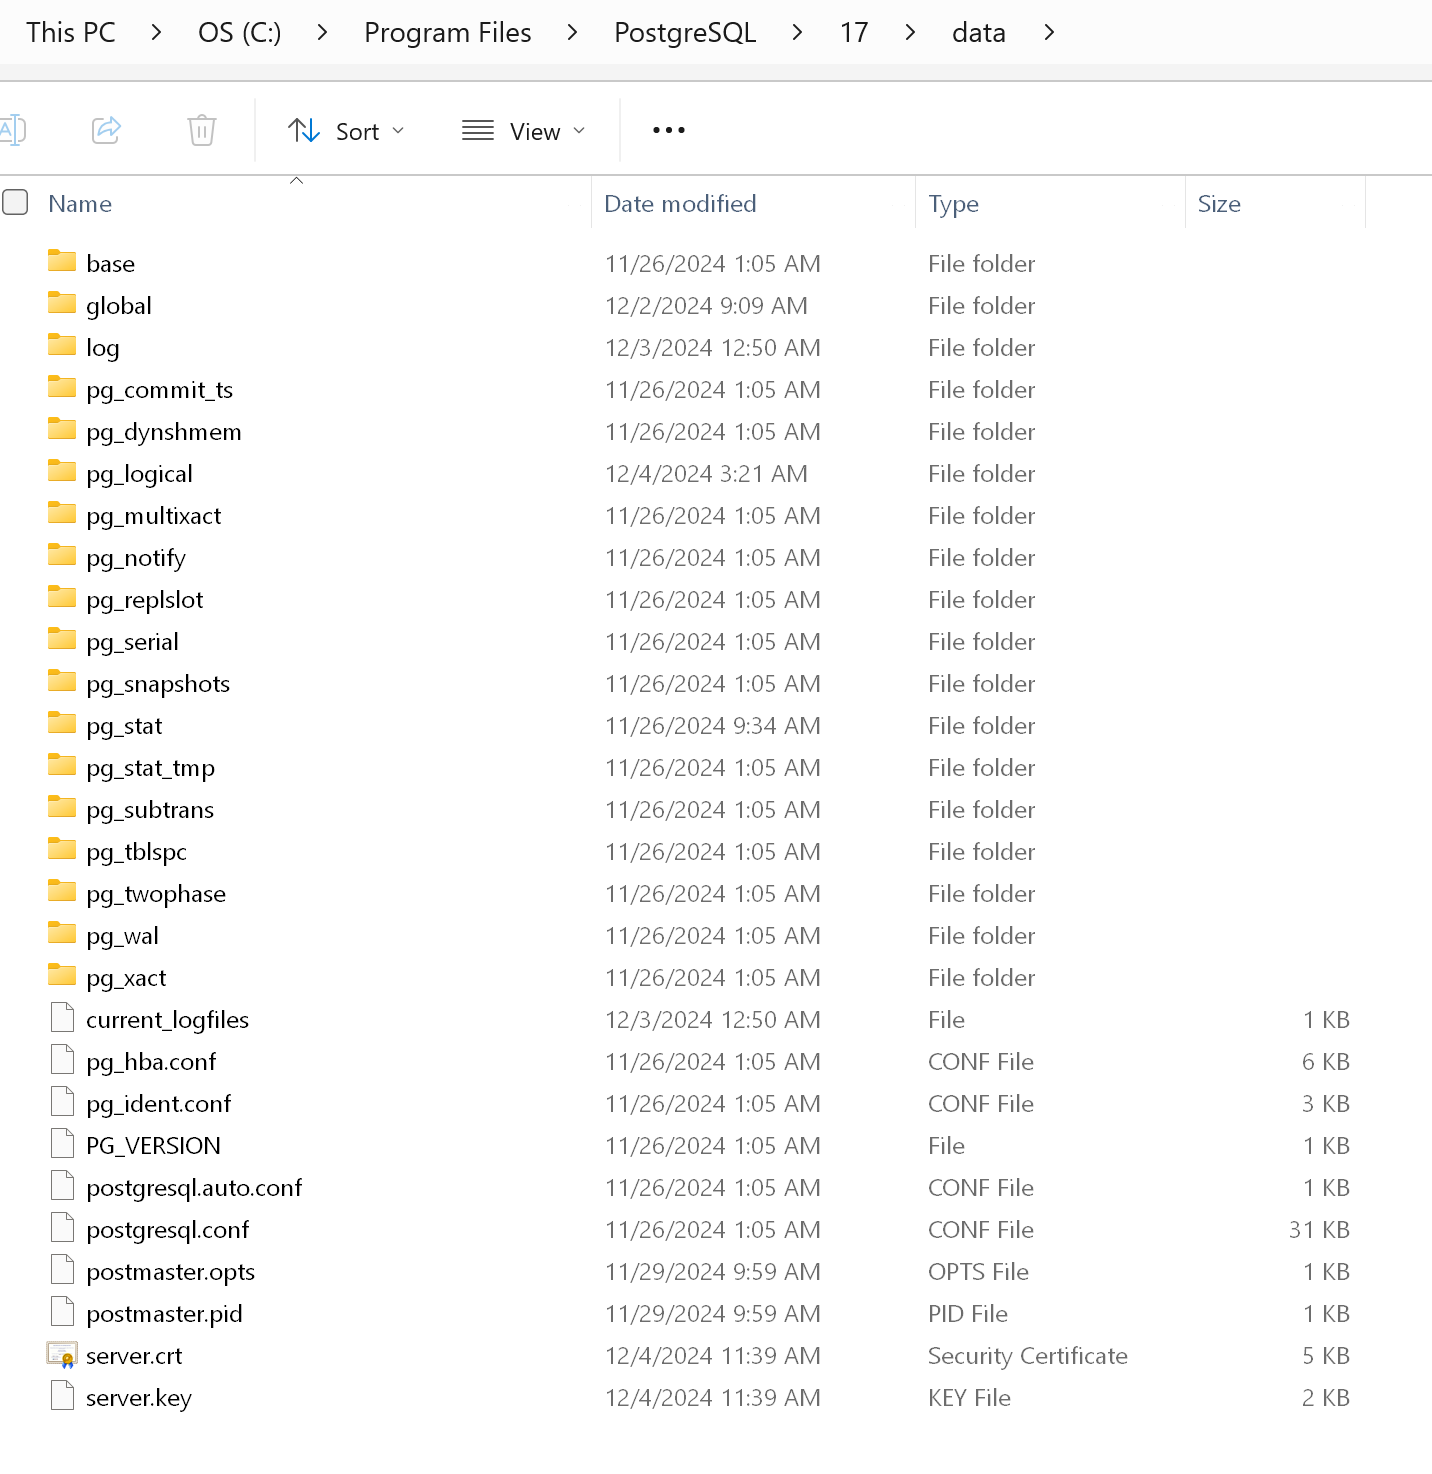 This PC > OS (C:) > Program Files > PostgreSQL > 17 > data >
Sort View •••
Name Date modified Type Size
base 11/26/2024 1:05 AM File folder
global 12/2/2024 9:09 AM File folder
log 12/3/2024 12:50 AM File folder
pg_commit_ts 11/26/2024 1:05 AM File folder
pg_dynshmem 11/26/2024 1:05 AM File folder
pg_logical 12/4/2024 3:21 AM File folder
pg_multixact 11/26/2024 1:05 AM File folder
pg_notify 11/26/2024 1:05 AM File folder
pg_replslot 11/26/2024 1:05 AM File folder
pg_serial 11/26/2024 1:05 AM File folder
pg_snapshots 11/26/2024 1:05 AM File folder
pg_stat 11/26/2024 9:34 AM File folder
pg_stat_tmp 11/26/2024 1:05 AM File folder
pg_subtrans 11/26/2024 1:05 AM File folder
pg_tblspc 11/26/2024 1:05 AM File folder
pg_twophase 11/26/2024 1:05 AM File folder
pg_wal 11/26/2024 1:05 AM File folder
pg_xact 11/26/2024 1:05 AM File folder
current_logfiles 12/3/2024 12:50 AM File 1 KB
pg_hba.conf 11/26/2024 1:05 AM CONF File 6 KB
pg_ident.conf 11/26/2024 1:05 AM CONF File 3 KB
PG_VERSION 11/26/2024 1:05 AM File 1 KB
postgresql.auto.conf 11/26/2024 1:05 AM CONF File 1 KB
postgresql.conf 11/26/2024 1:05 AM CONF File 31 KB
postmaster.opts 11/29/2024 9:59 AM OPTS File 1 KB
postmaster.pid 11/29/2024 9:59 AM PID File 1 KB
server.crt 12/4/2024 11:39 AM Security Certificate 5 KB
server.key 12/4/2024 11:39 AM KEY File 2 KB